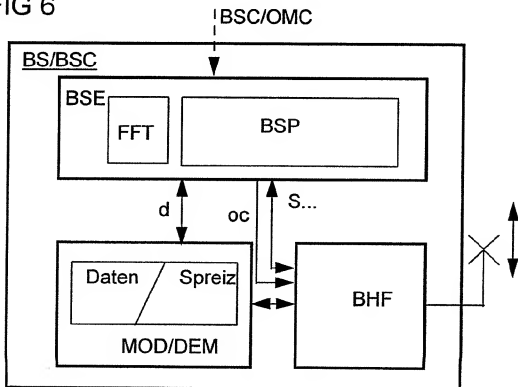 FIG 6
BSC/OMC
BS/BSC
BSE
FFT
BSP
d
oc
S...
Daten
Spreiz
BHF
MOD/DEM